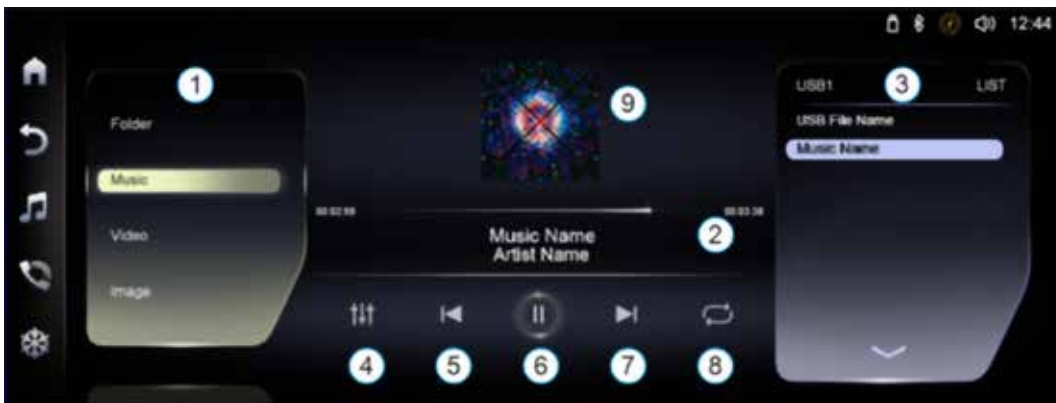 12:44
1
Folder
Music
Video
Image
9
00:02:59
00:03:38
2
Music Name
Artist Name
4
5
6
7
8
USB1
3
LIST
USB File Name
Music Name